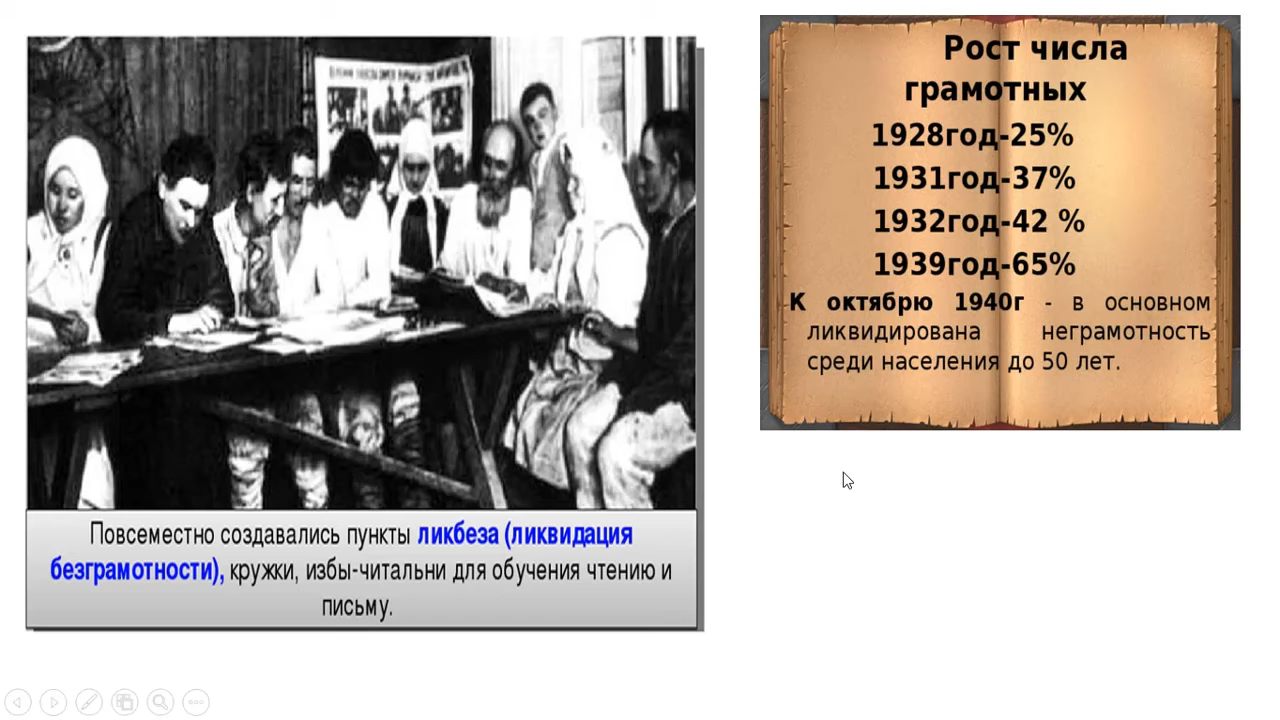 Повсеместно создавались пункты ликбеза (ликвидация
безграмотности), кружки, избы-читальни для обучения чтению и
письму.
Рост числа
грамотных
1928год-25%
1931год-37%
1932год-42 %
1939год-65%
К октябрю 1940г - в основном
ликвидирована неграмотность
среди населения до 50 лет.